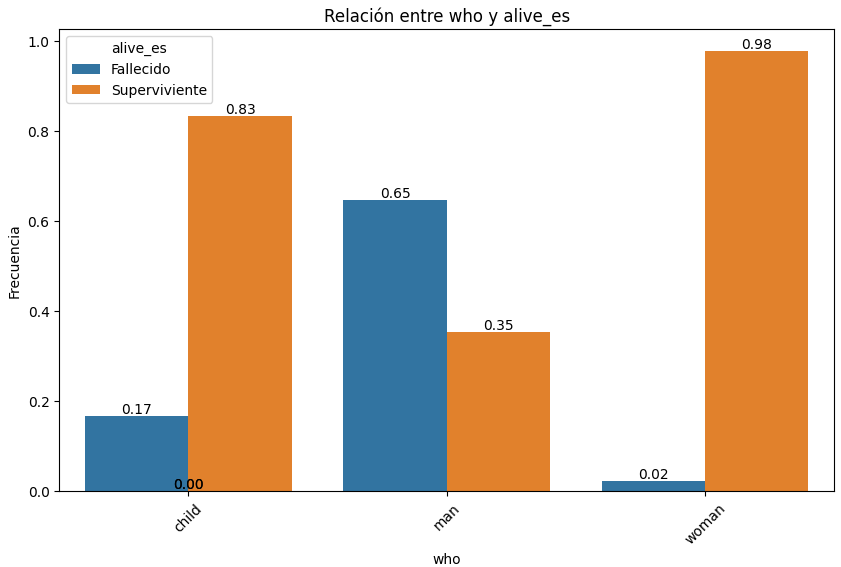 Relación entre who y alive_es
alive_es
Fallecido
Superviviente
Frecuencia
1.0
0.8
0.6
0.4
0.2
0.0
0.17
0.83
0.00
0.65
0.35
0.02
0.98
child
man
woman
who